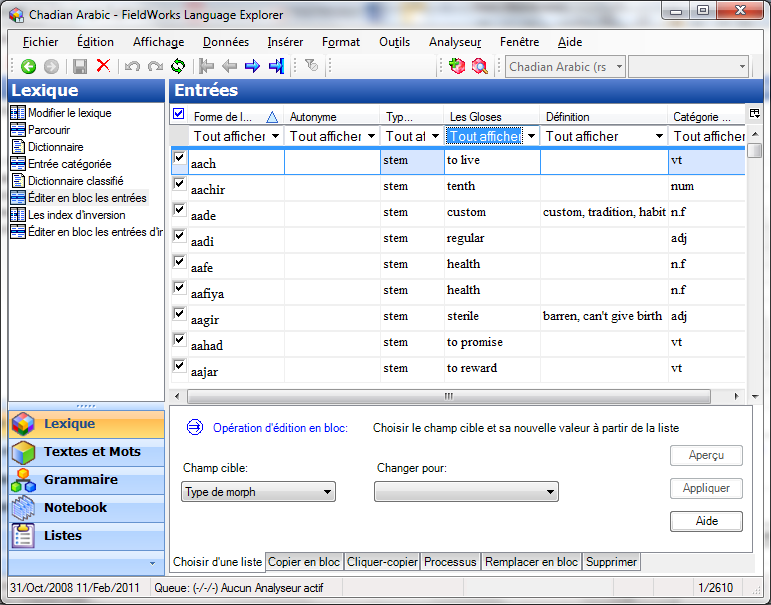 Chadian Arabic - FieldWorks Language Explorer
Fichier Édition Affichage Données Insérer Format Outils Analyseur Fenêtre Aide
Chadian Arabic (rs
Lexique
Modifier le lexique
Parcourir
Dictionnaire
Entrée catégoriée
Dictionnaire classifié
Éditer en bloc les entrées
Les index d'inversion
Éditer en bloc les entrées d'ir
Lexique
Textes et Mots
Grammaire
Notebook
Listes
Entrées
Forme de l... Autonyme Typ... Les Gloses Définition Catégorie ...
Tout afficher Tout afficher Tout al Tout afficher Tout afficher Tout afficher
aach stem to live vt
aachir stem tenth num
aade stem custom custom, tradition, habit n.f
aadi stem regular adj
aafe stem health n.f
aafiya stem health n.f
aagir stem sterile barren, can't give birth adj
aahad stem to promise vt
aajar stem to reward vt
Opération d'édition en bloc: Choisir le champ cible et sa nouvelle valeur à partir de la liste
Champ cible: Changer pour:
Type de morph
Aperçu
Appliquer
Aide
Choisir d'une liste Copier en bloc Cliquer-copier Processus Remplacer en bloc Supprimer
31/Oct/2008 11/Feb/2011 Queue: (-/-/-) Aucun Analyseur actif 1/2610